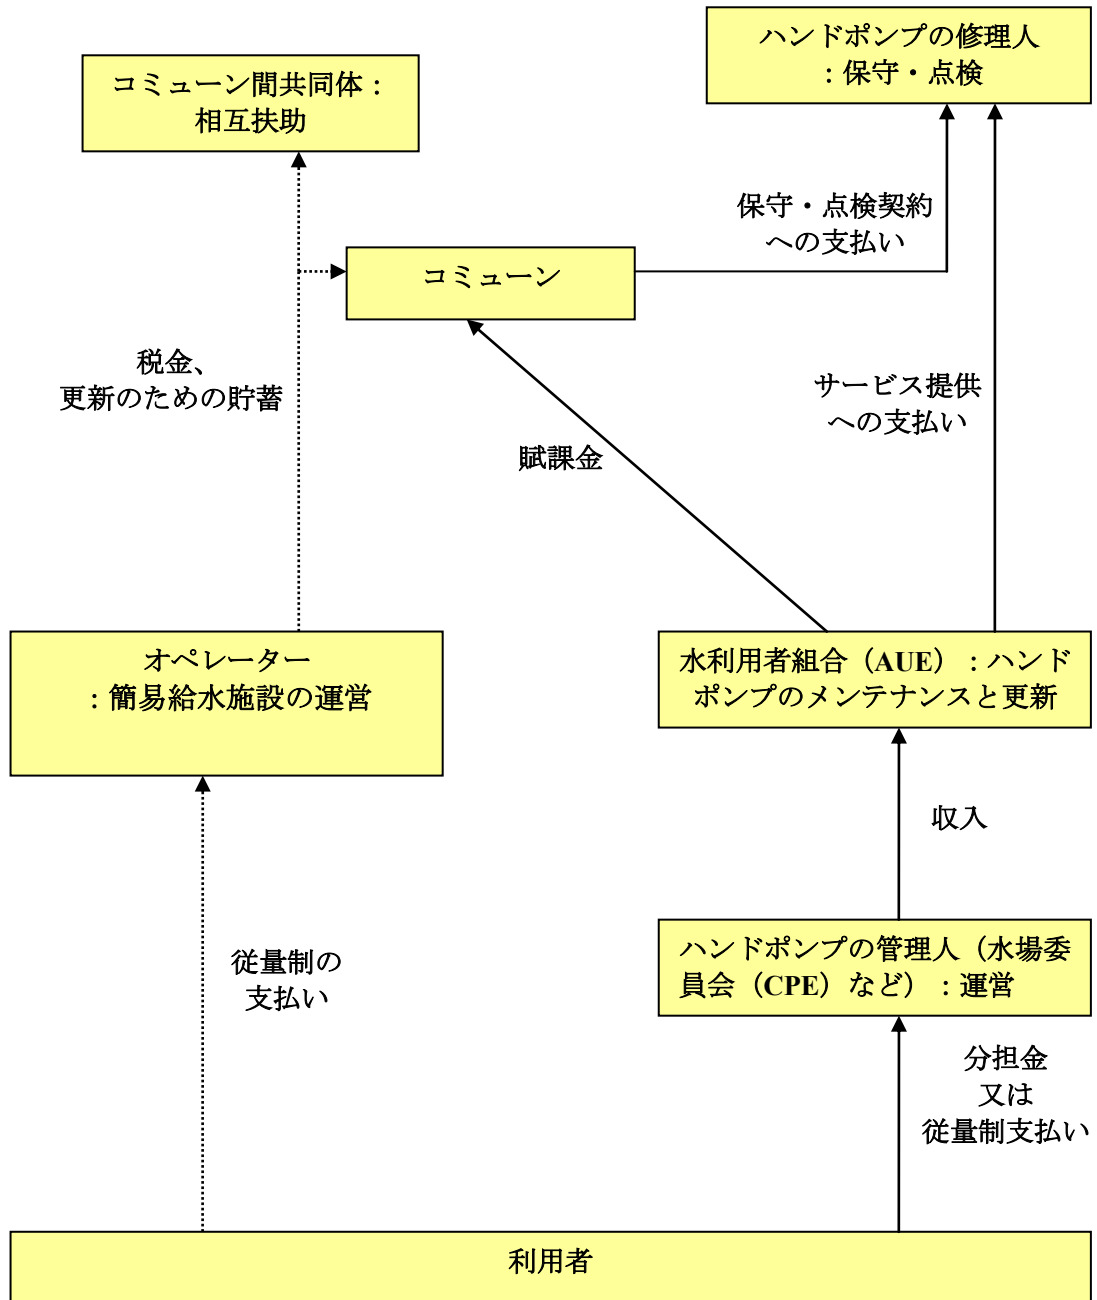 ハンドポンプの修理人
：保守・点検
コミューン間共同体：
相互扶助
保守・点検契約
への支払い
コミューン
税金、
更新のための貯蓄
サービス提供
への支払い
賦課金
オペレーター
：簡易給水施設の運営
水利用者組合（AUE）：ハンド
ポンプのメンテナンスと更新
収入
ハンドポンプの管理人（水場委
員会（CPE）など）：運営
従量制の
支払い
分担金
又は
従量制支払い
利用者